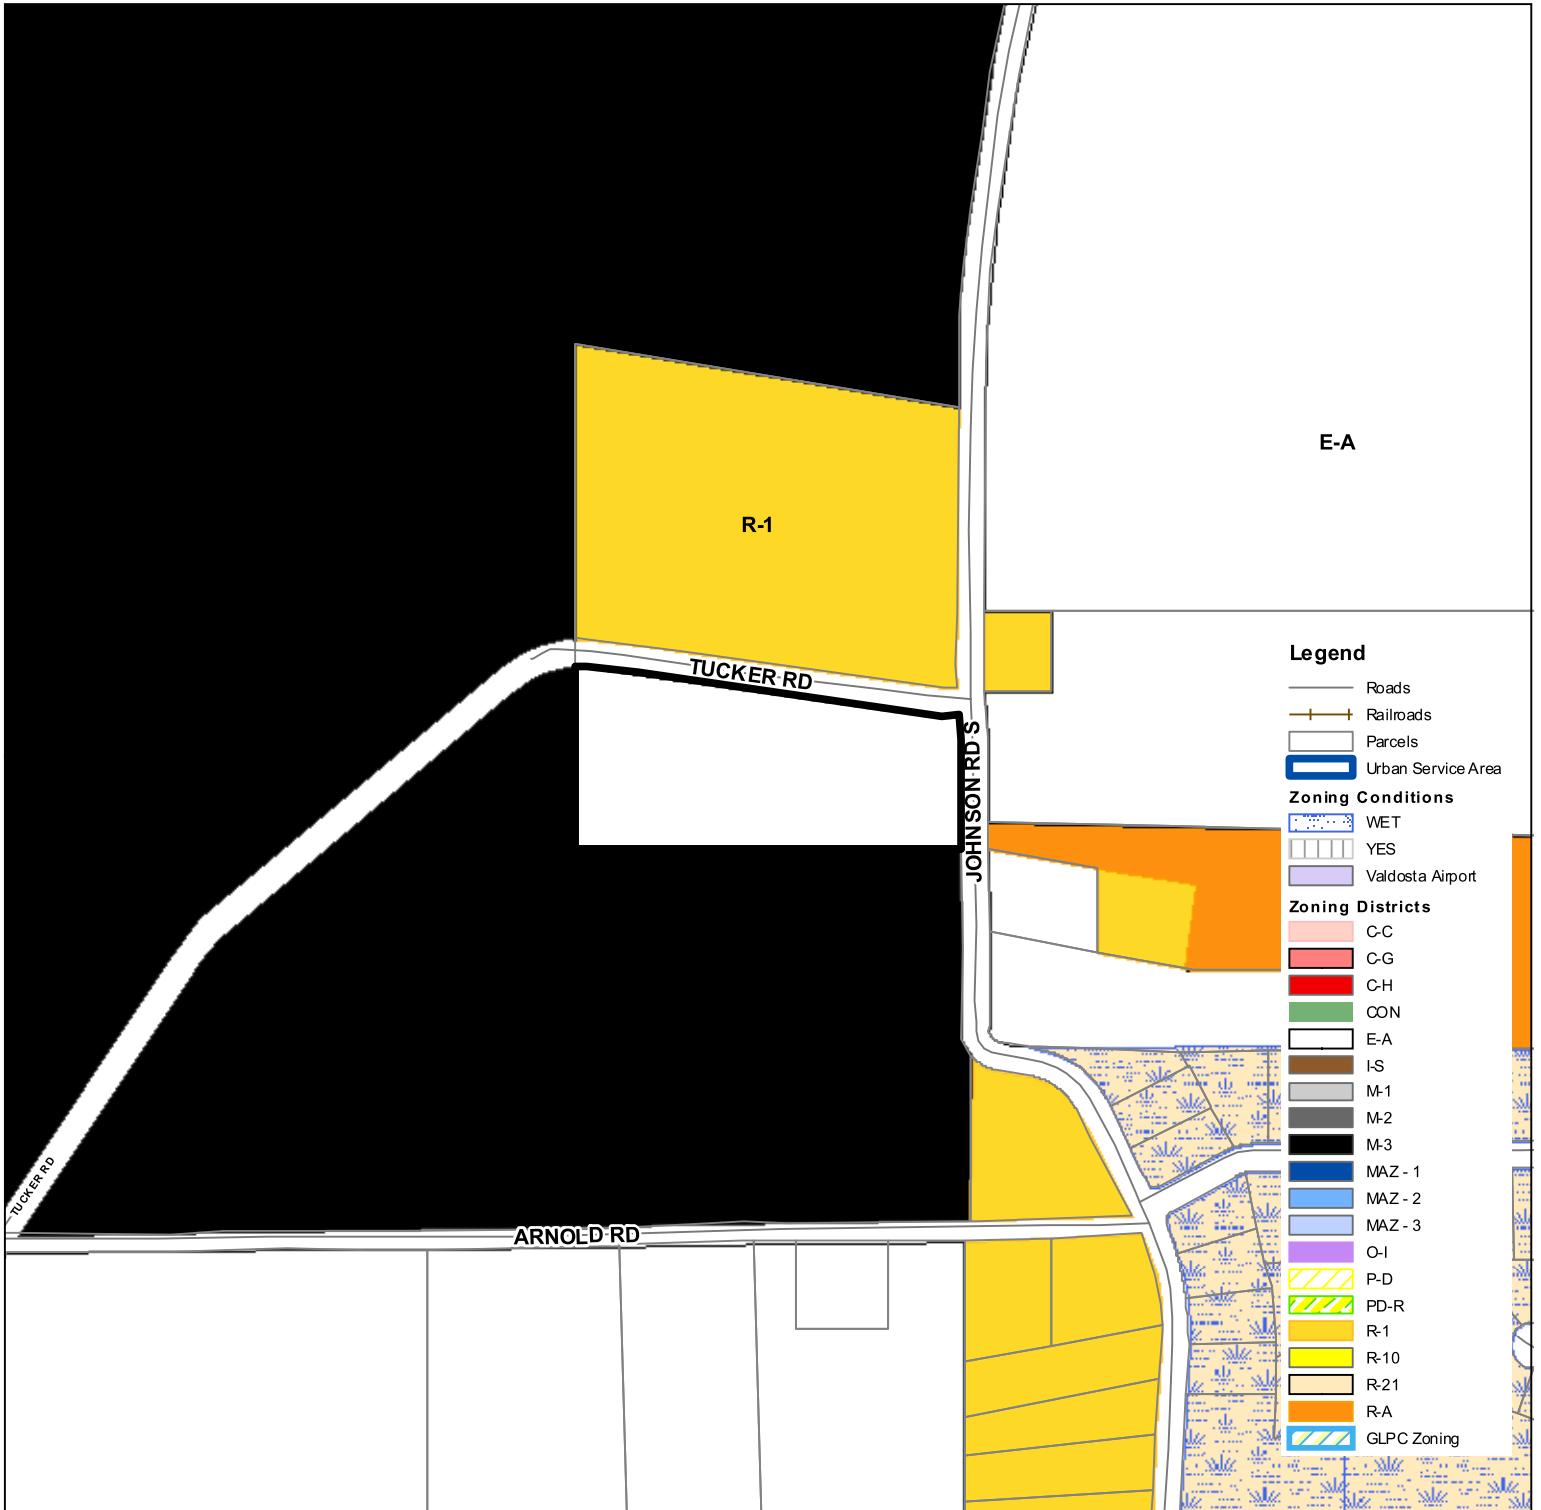 E-A
R-1
TUCKER RD
JOHNSON RD S
TUCKER RD
ARNOLD RD
Legend
Roads
Railroads
Parcels
Urban Service Area
Zoning Conditions
WET
YES
Valdosta Airport
Zoning Districts
C-C
C-G
C-H
CON
E-A
I-S
M-1
M-2
M-3
MAZ - 1
MAZ - 2
MAZ - 3
O-I
P-D
PD-R
R-1
R-10
R-21
R-A
GLPC Zoning